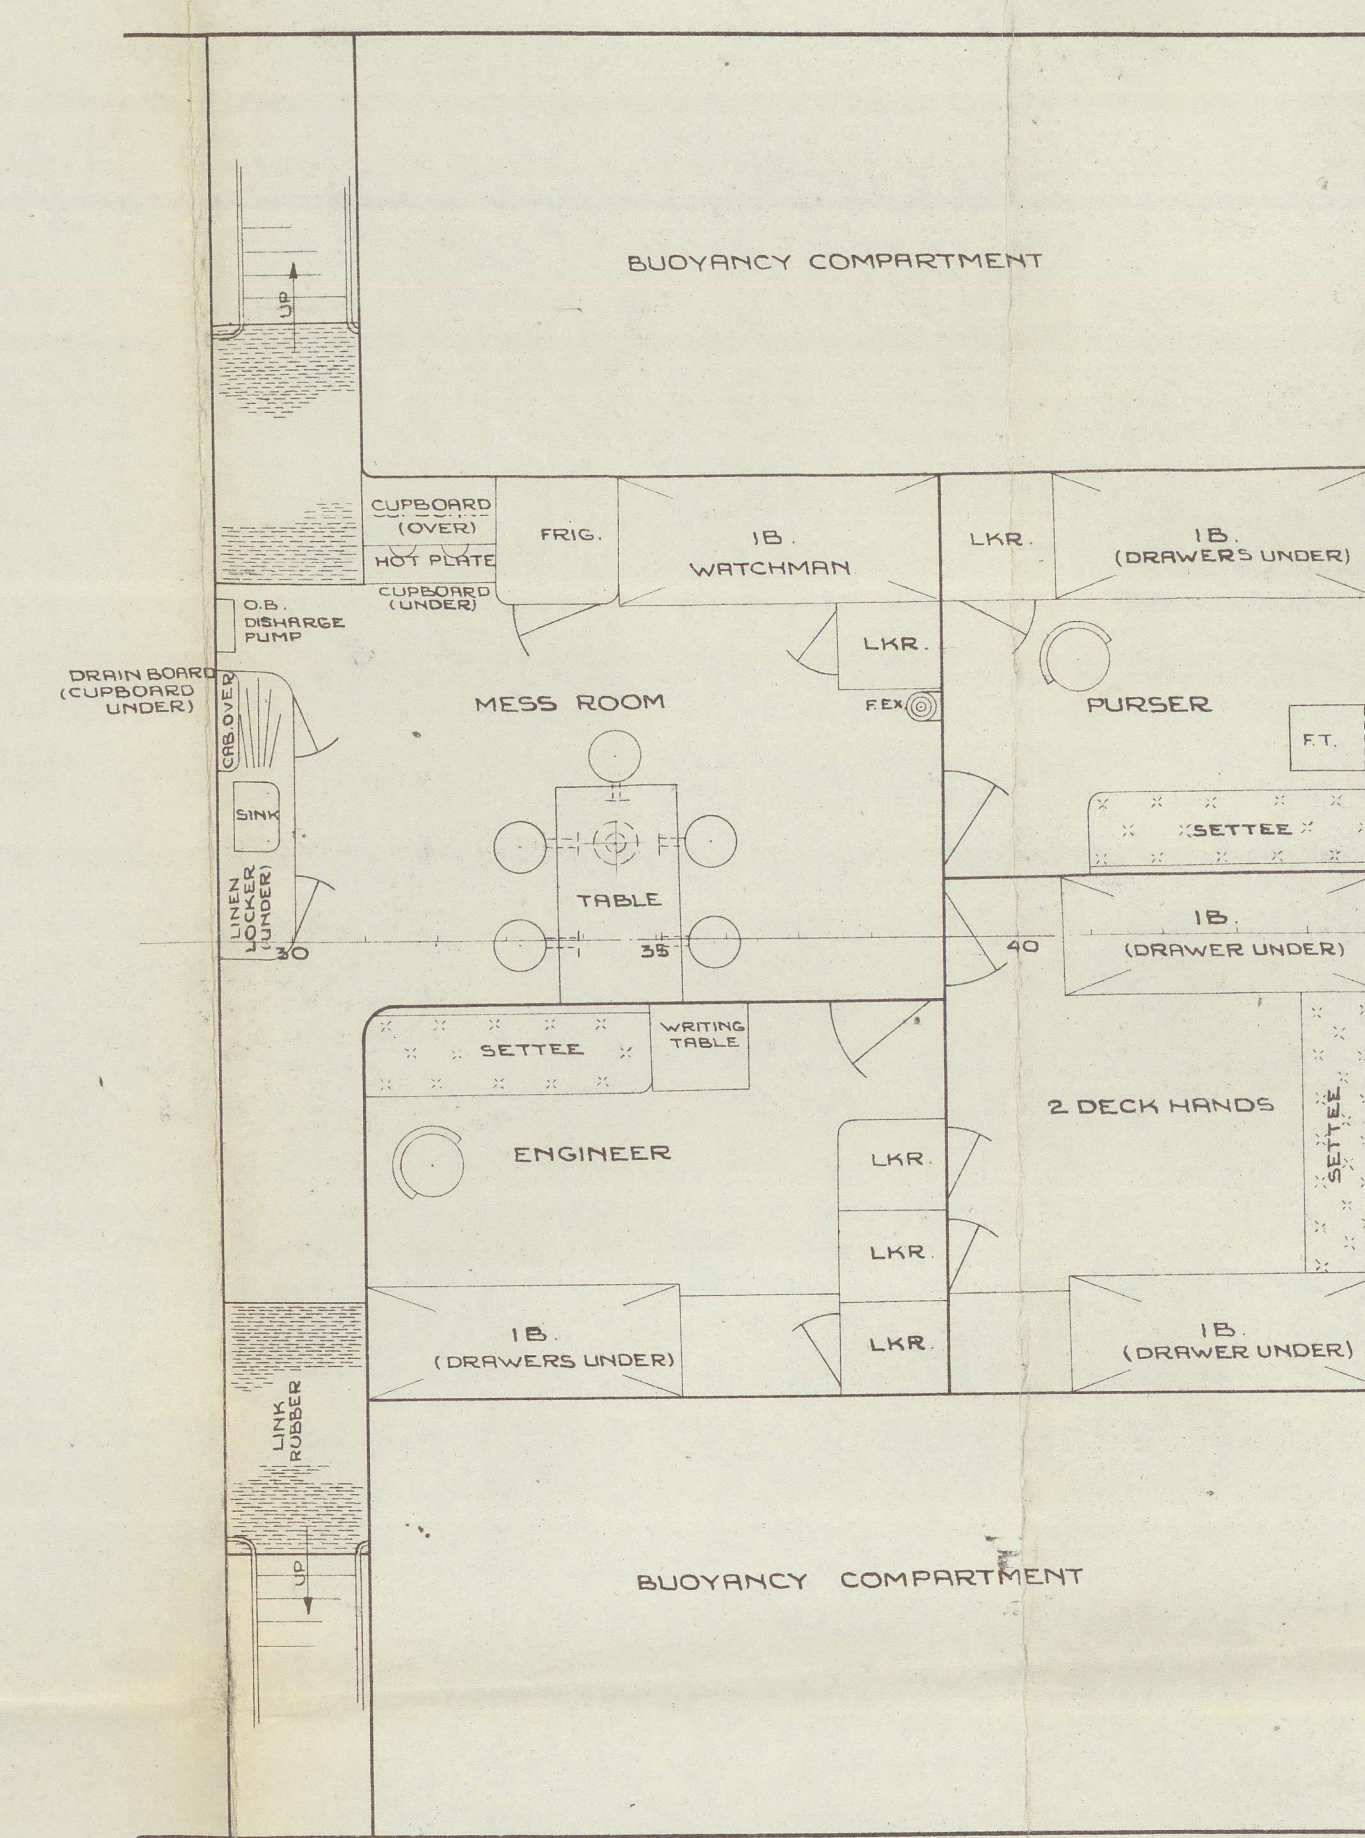 BUOYANCY COMPARTMENT
UP
CUPBOARD
(OVER)
HOT PLATE
CUPBOARD
(UNDER)
FRIG.
1B.
WATCHMAN
LKR.
1B.
(DRAWERS UNDER)
O.B.
DISHARGE
PUMP
LKR.
DRAIN BOARD
(CUPBOARD
UNDER)
CAB.OVER
MESS ROOM
F.EX.
PURSER
F.T.
SINK
SETTEE
TABLE
LINEN
LOCKER
(UNDER)
30
35
40
1B.
(DRAWER UNDER)
SETTEE
WRITING
TABLE
2 DECK HANDS
SETTEE
ENGINEER
LKR.
LKR.
LKR.
1B.
(DRAWERS UNDER)
1B.
(DRAWER UNDER)
LINK
RUBBER
UP
BUOYANCY COMPARTMENT